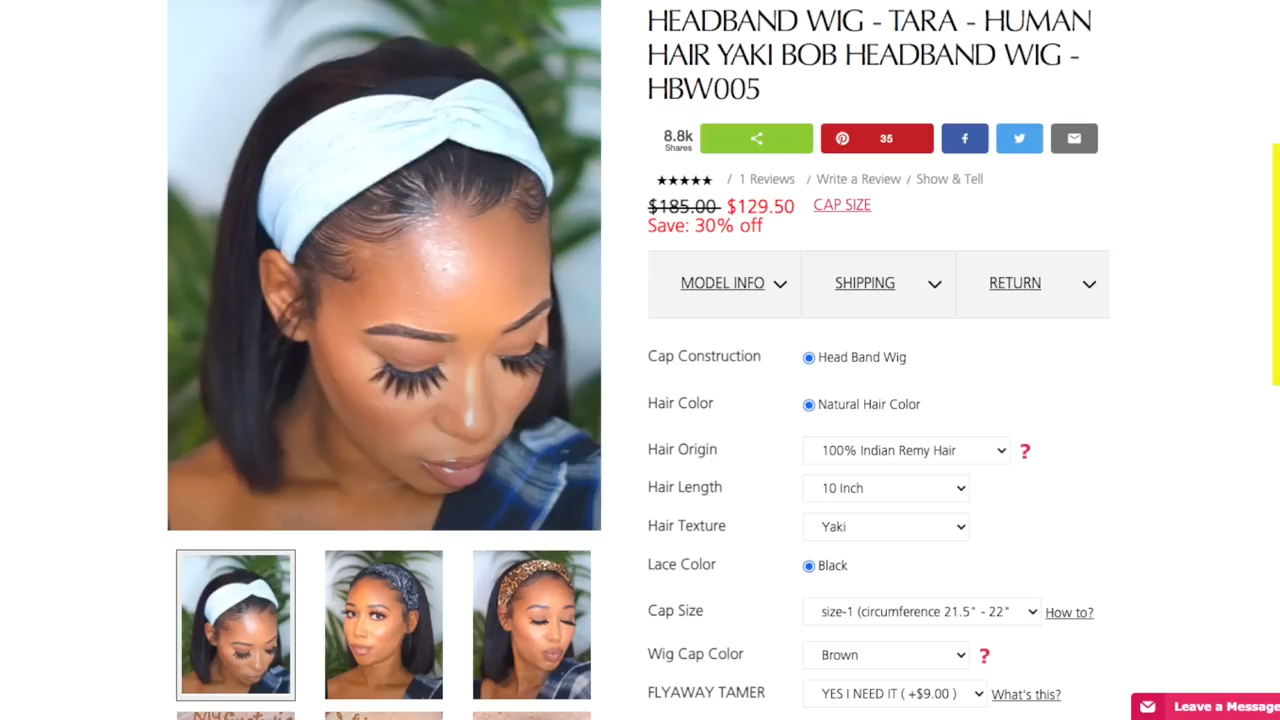 HEADBAND WIG - TARA - HUMAN
HAIR YAKI BOB HEADBAND WIG -
HBW005
8.8k
Shares
35
★★★★★ / 1 Reviews / Write a Review / Show & Tell
$185.00 $129.50 CAP SIZE
Save: 30% off
MODEL INFO SHIPPING RETURN
Cap Construction Head Band Wig
Hair Color Natural Hair Color
Hair Origin 100% Indian Remy Hair ?
Hair Length 10 Inch
Hair Texture Yaki
Lace Color Black
Cap Size size-1 (circumference 21.5" - 22" How to?
Wig Cap Color Brown ?
FLYAWAY TAMER YES I NEED IT ( +$9.00 ) What's this?
Leave a Message